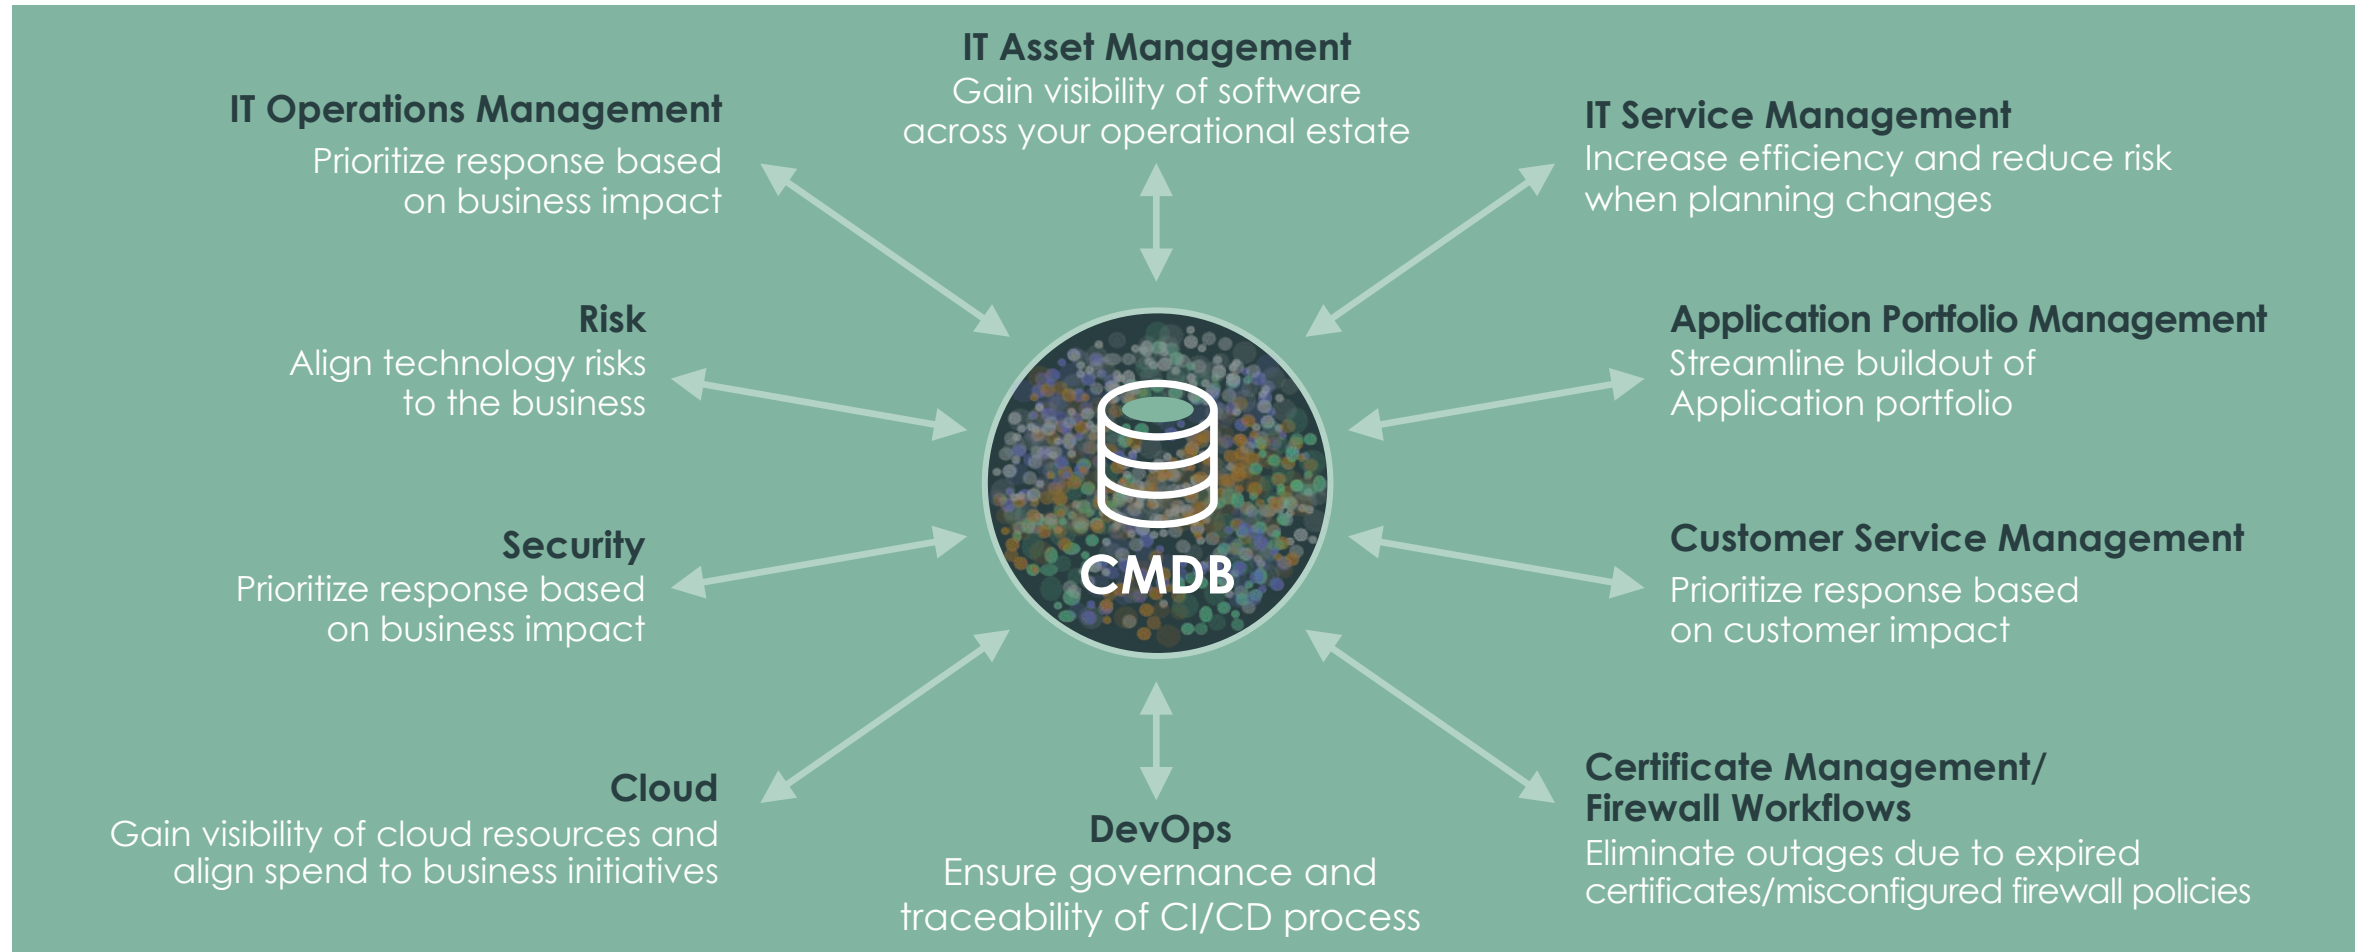 IT Asset Management
Gain visibility of software
across your operational estate
IT Operations Management
Prioritize response based
on business impact
IT Service Management
Increase efficiency and reduce risk
when planning changes
Risk
Align technology risks
to the business
Application Portfolio Management
Streamline buildout of
Application portfolio
CMDB
Security
Prioritize response based
on business impact
Customer Service Management
Prioritize response based
on customer impact
Cloud
Gain visibility of cloud resources and
align spend to business initiatives
DevOps
Ensure governance and
traceability of CI/CD process
Certificate Management/
Firewall Workflows
Eliminate outages due to expired
certificates/misconfigured firewall policies